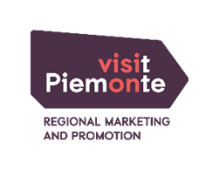 visit
Piemonte
REGIONAL MARKETING
AND PROMOTION